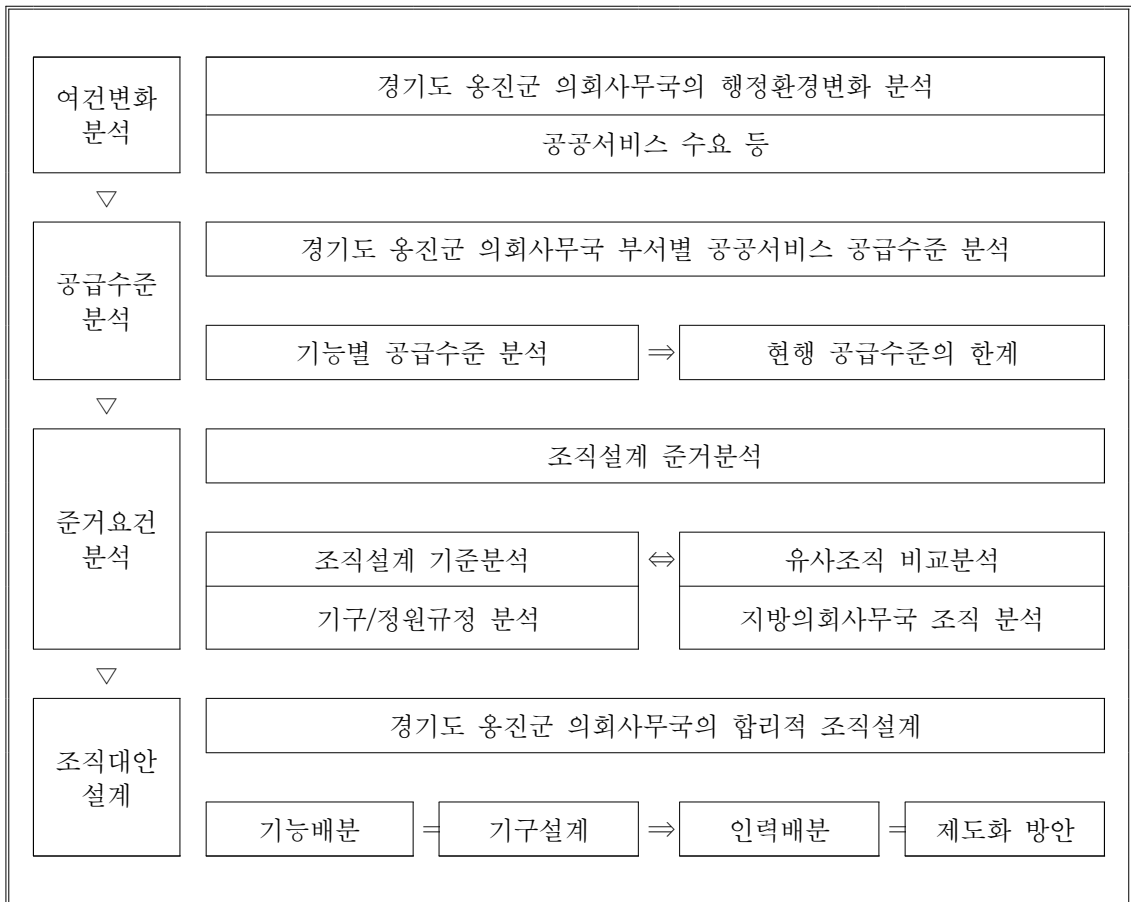 여건변화
분석
경기도 옹진군 의회사무국의 행정환경변화 분석
공공서비스 수요 등
▽
공급수준
분석
경기도 옹진군 의회사무국 부서별 공공서비스 공급수준 분석
기능별 공급수준 분석 ⇒ 현행 공급수준의 한계
▽
준거요건
분석
조직설계 준거분석
조직설계 기준분석 ⇔ 유사조직 비교분석
기구/정원규정 분석 지방의회사무국 조직 분석
▽
조직대안
설계
경기도 옹진군 의회사무국의 합리적 조직설계
기능배분 = 기구설계 ⇒ 인력배분 = 제도화 방안